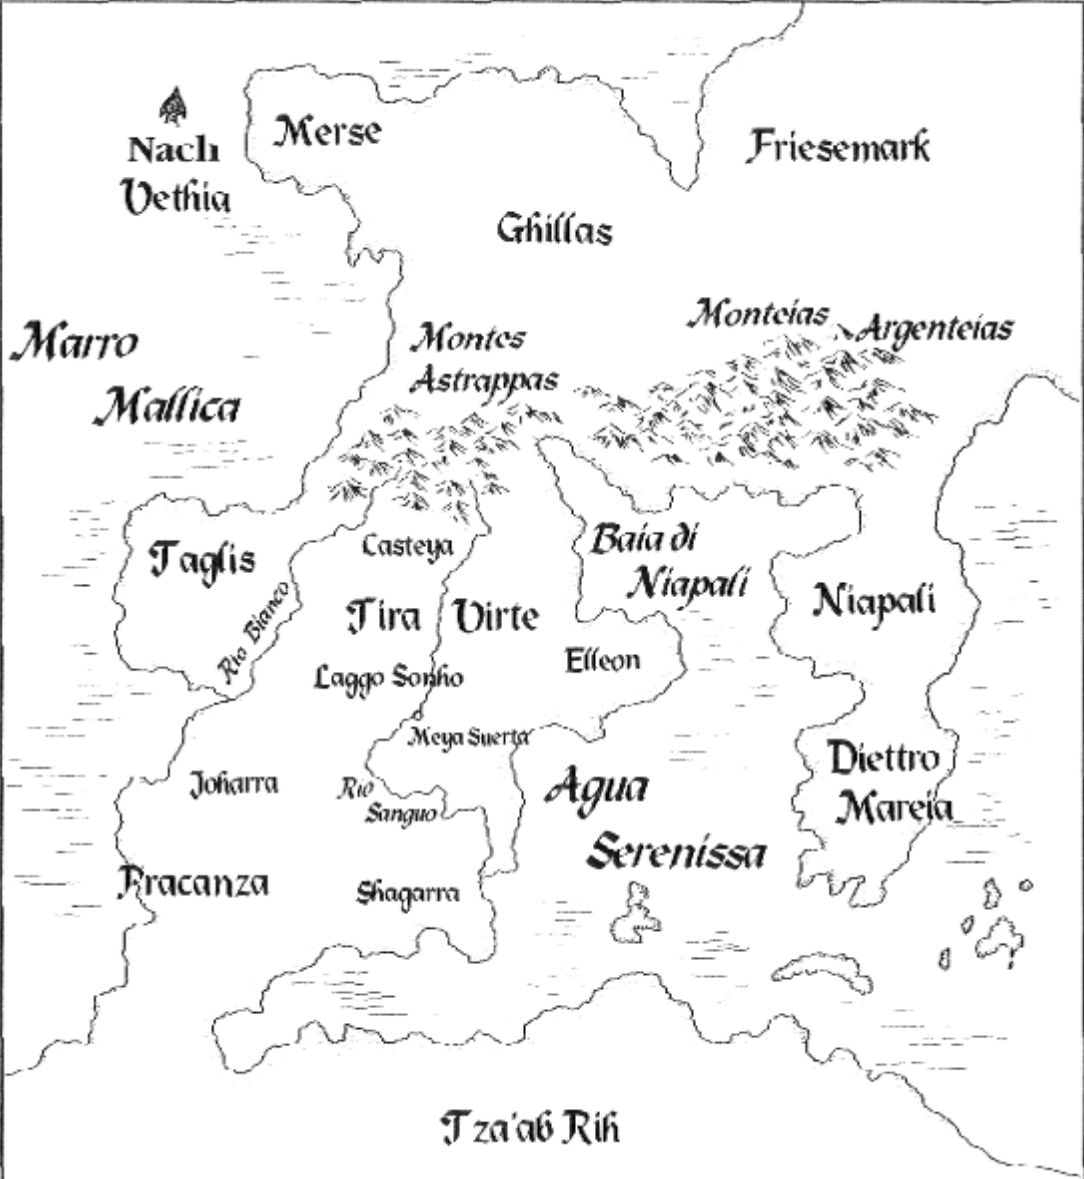 Merse
Nach
Vethia
Friesemark
Ghillas
Marro
Mallica
Montes
Astrappas
Monteias Argenteias
Taglis
Casteya
Baia di
Niapali
Rio Bianco
Tira
Virte
Niapali
Laggo Sonho
Elleon
Meya Suerta
Joharra
Rio
Sanguo
Agua
Serenissa
Diettro
Mareia
Bracanza
Shagarra
Tza'ab Rih